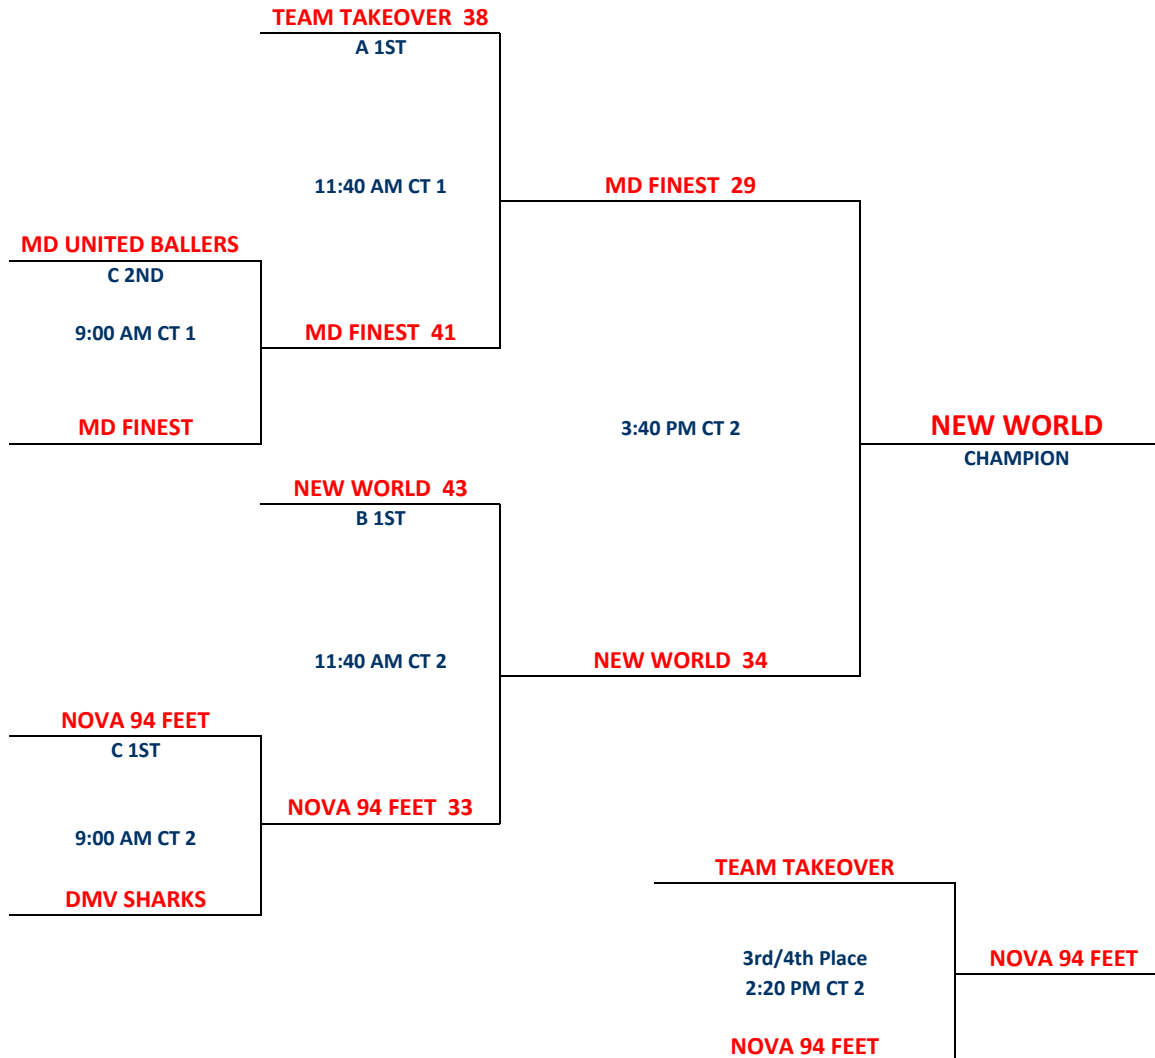 TEAM TAKEOVER 38
A 1ST
11:40 AM CT 1
MD FINEST 29
MD UNITED BALLERS
C 2ND
9:00 AM CT 1
MD FINEST 41
MD FINEST
3:40 PM CT 2
NEW WORLD
CHAMPION
NEW WORLD 43
B 1ST
11:40 AM CT 2
NEW WORLD 34
NOVA 94 FEET
C 1ST
NOVA 94 FEET 33
9:00 AM CT 2
TEAM TAKEOVER
DMV SHARKS
3rd/4th Place
NOVA 94 FEET
2:20 PM CT 2
NOVA 94 FEET